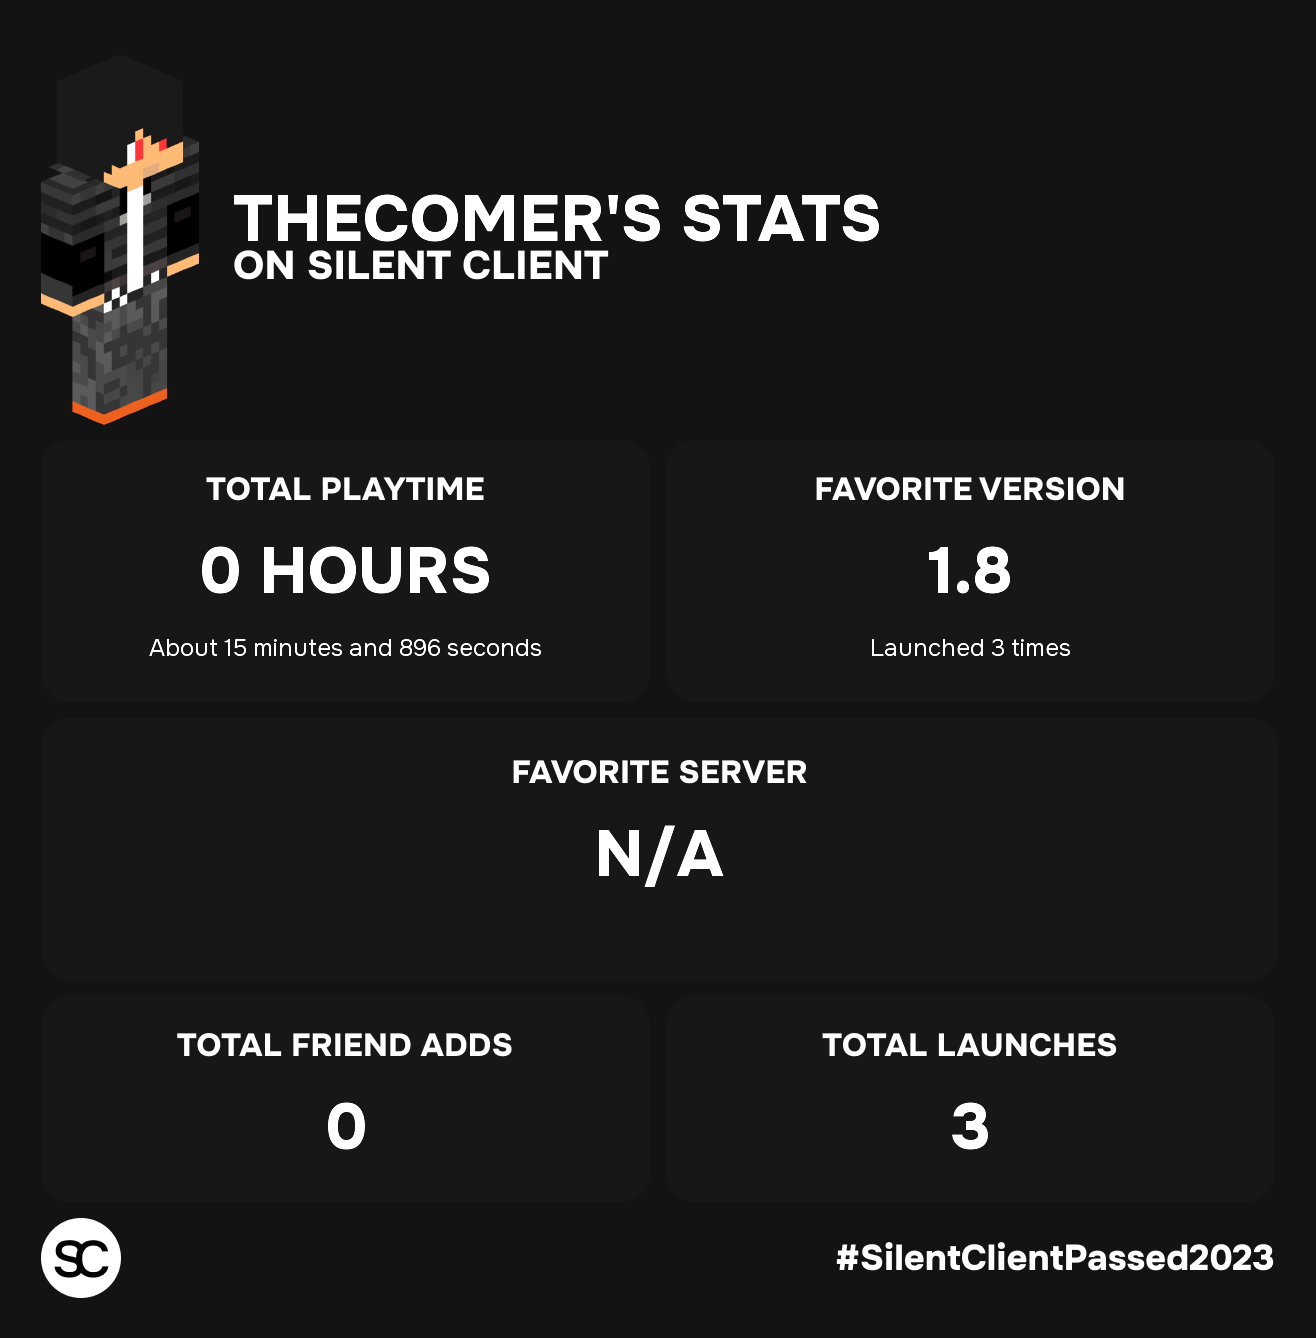 THECOMER'S STATS
ON SILENT CLIENT
TOTAL PLAYTIME
0 HOURS
About 15 minutes and 896 seconds
FAVORITE VERSION
1.8
Launched 3 times
FAVORITE SERVER
N/A
TOTAL FRIEND ADDS
0
TOTAL LAUNCHES
3
SC
#SilentClientPassed2023